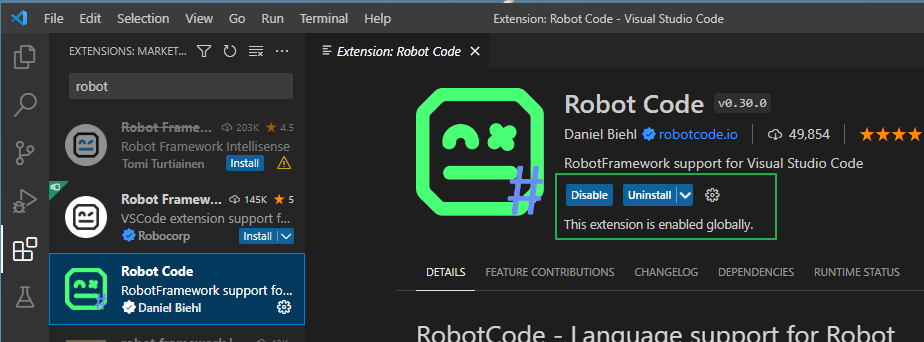 File Edit Selection View Go Run Terminal Help Extension: Robot Code - Visual Studio Code
EXTENSIONS: MARKET...
Extension: Robot Code
robot
Robot Frame... 203K 4.5
Robot Framework Intellisense
Tomi Turtiainen Install
Robot Framew... 145K 5
VSCode extension support f...
Robocorp Install
Robot Code
RobotFramework support fo...
Daniel Biehl
Robot Code v0.30.0
Daniel Biehl robotcode.io 49,854
RobotFramework support for Visual Studio Code
Disable Uninstall
This extension is enabled globally.
DETAILS FEATURE CONTRIBUTIONS CHANGELOG DEPENDENCIES RUNTIME STATUS
RobotCode - Language support for Robot